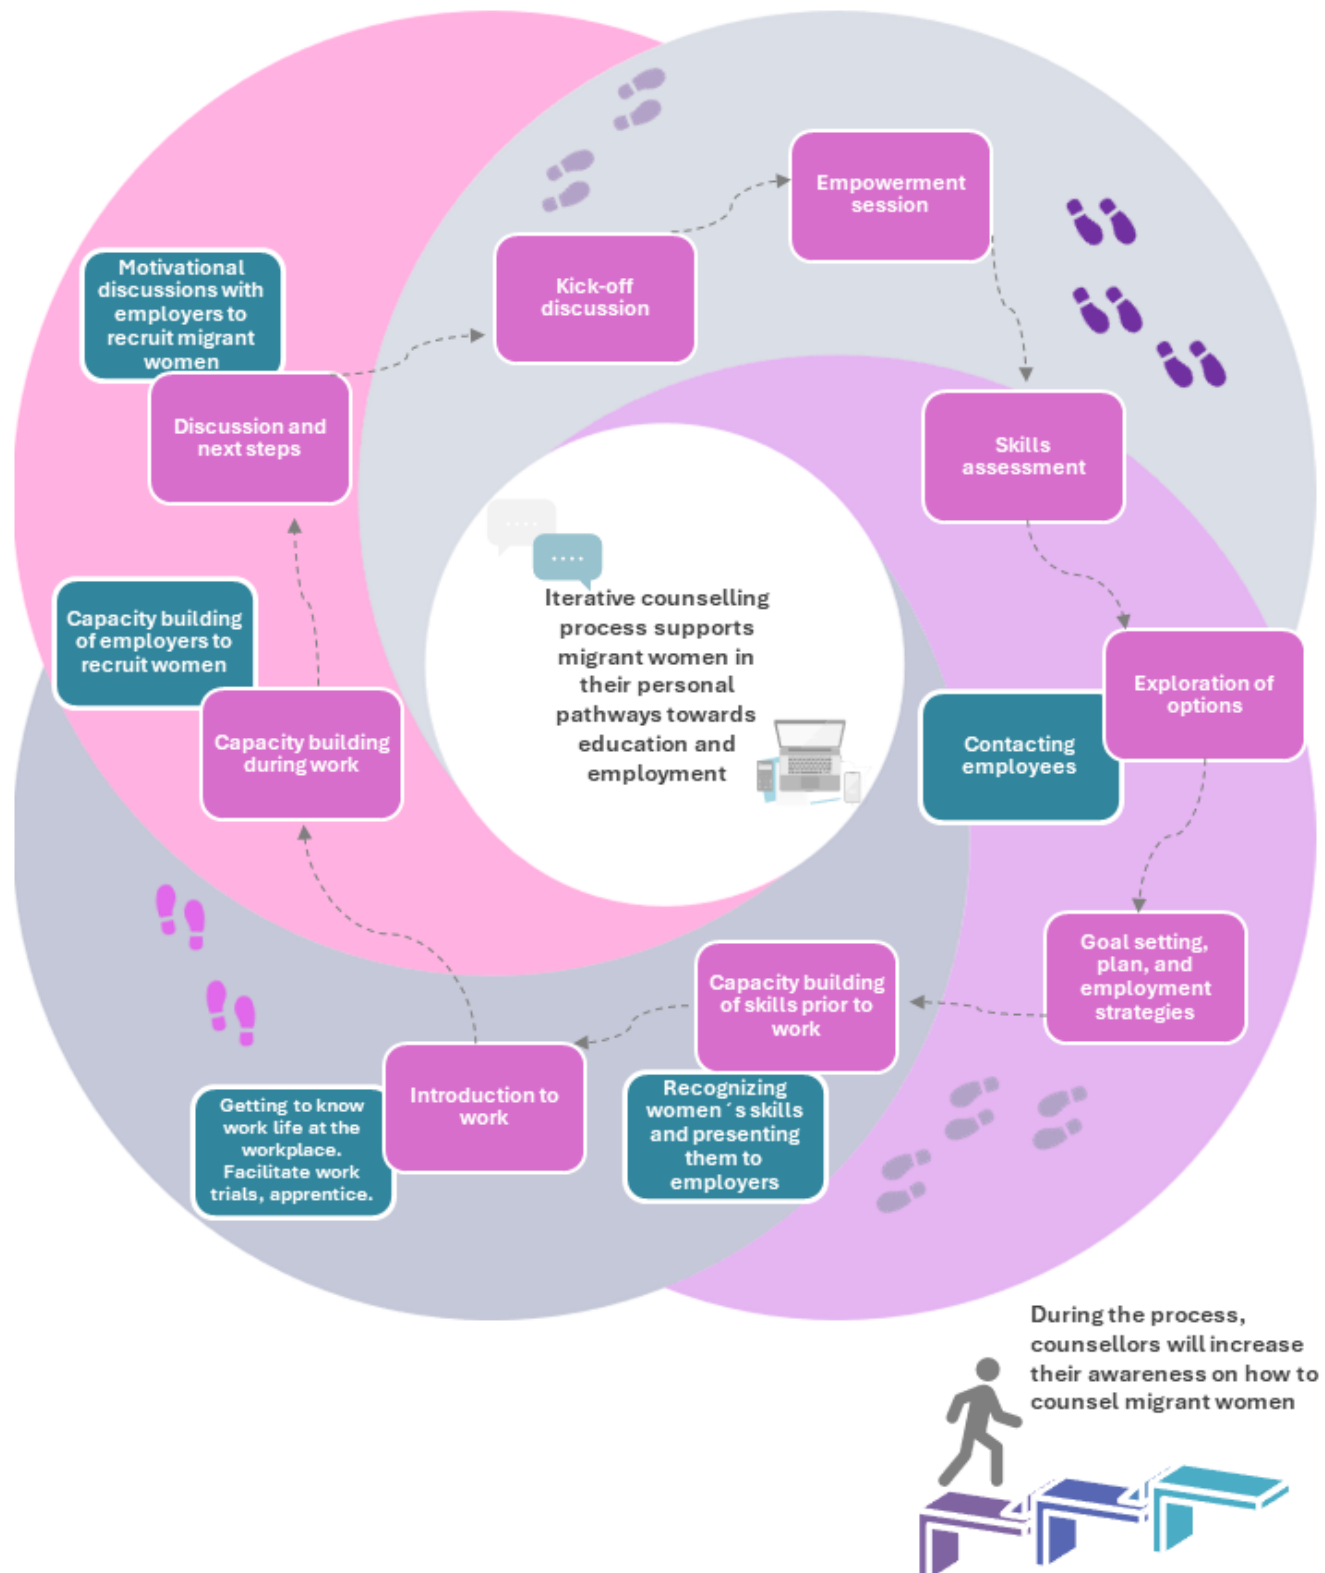 Kick-off
discussion
Empowerment
session
Skills
assessment
Exploration of
options
Contacting
employees
Goal setting,
plan, and
employment
strategies
Capacity building
of skills prior to
work
Recognizing
women´s skills
and presenting
them to
employers
Introduction to
work
Getting to know
work life at the
workplace.
Facilitate work
trials, apprentice.
Capacity building
during work
Capacity building
of employers to
recruit women
Discussion and
next steps
Motivational
discussions with
employers to
recruit migrant
women
Iterative counselling
process supports
migrant women in
their personal
pathways towards
education and
employment
During the process,
counsellors will increase
their awareness on how to
counsel migrant women